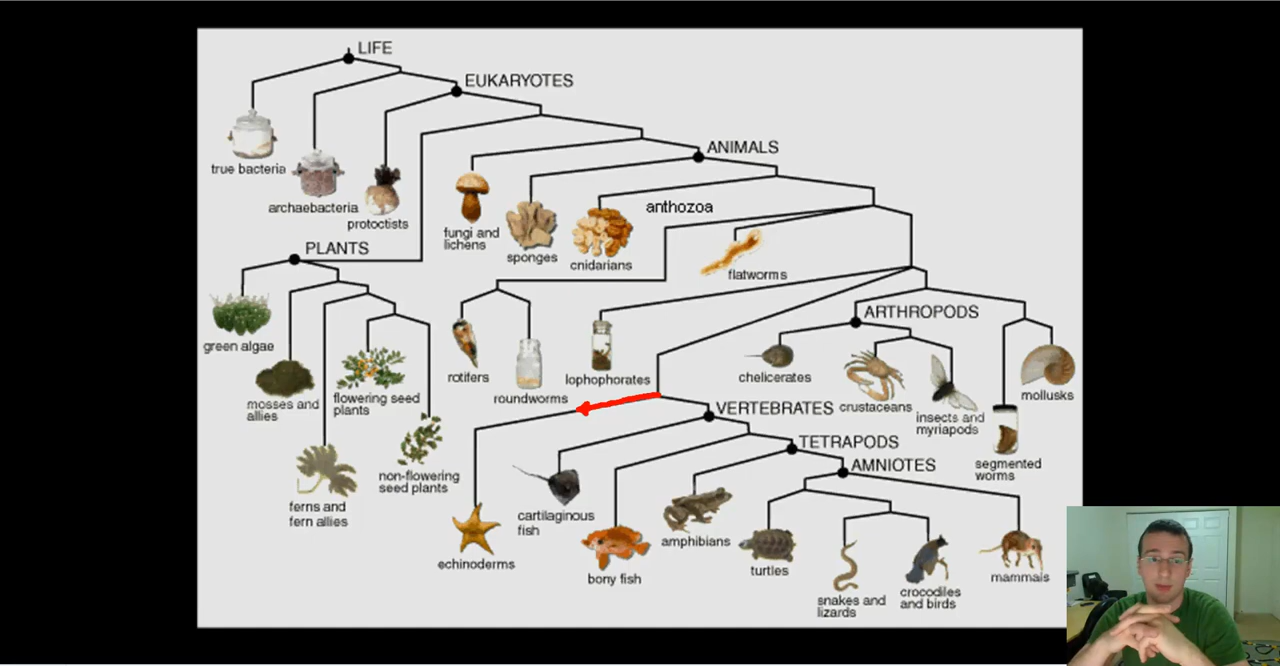 LIFE
EUKARYOTES
ANIMALS
true bacteria
archaebacteria
protoctists
fungi and
lichens
sponges
anthozoa
cnidarians
flatworms
PLANTS
green algae
mosses and
allies
flowering seed
plants
ferns and
fern allies
non-flowering
seed plants
rotifers
roundworms
lophophorates
ARTHROPODS
chelicerates
crustaceans
insects and
myriapods
mollusks
segmented
worms
VERTEBRATES
TETRAPODS
AMNIOTES
echinoderms
cartilaginous
fish
bony fish
amphibians
turtles
snakes and
lizards
crocodiles
and birds
mammals